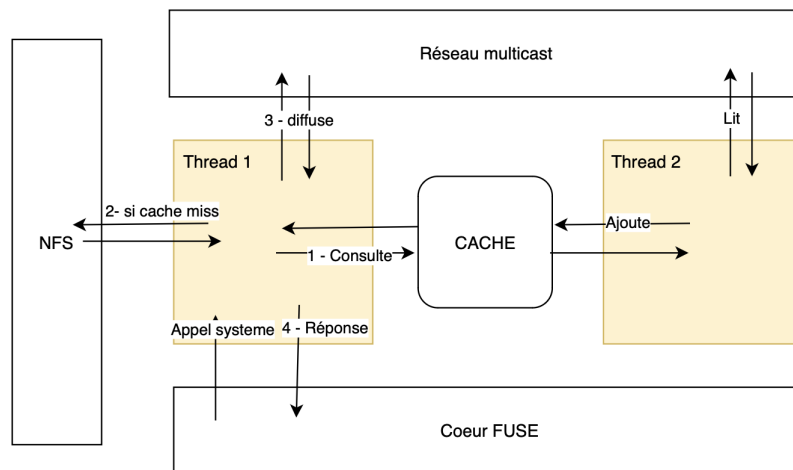 Réseau multicast
3 - diffuse
Lit
Thread 1
Thread 2
2- si cache miss
NFS
Ajoute
CACHE
1 - Consulte
Appel systeme
4 - Réponse
Coeur FUSE